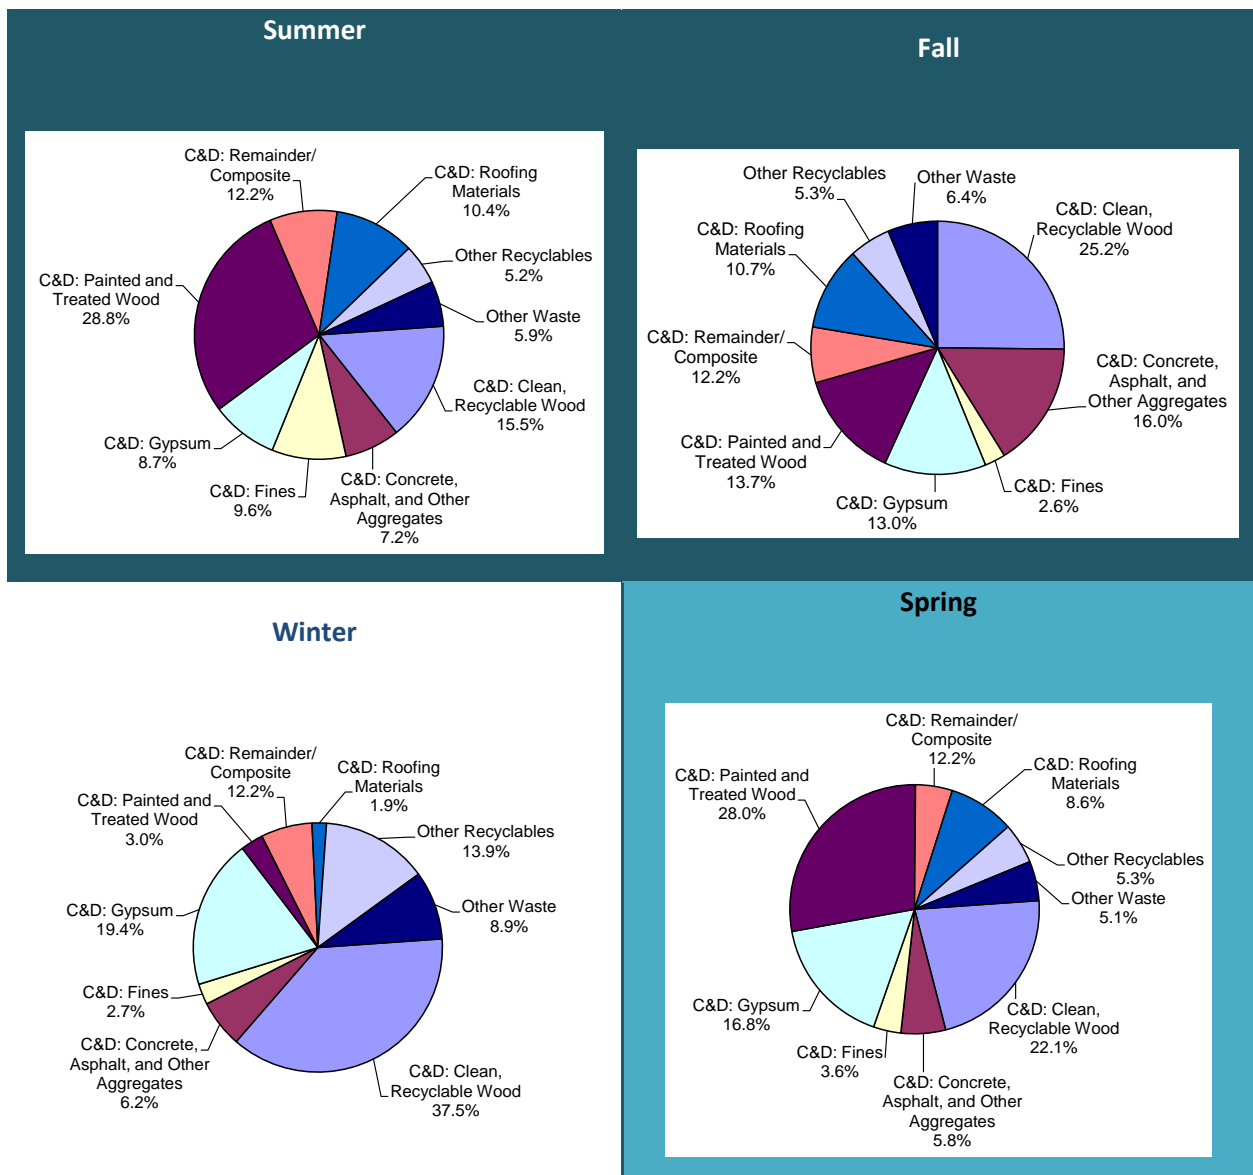 Summer
C&D: Remainder/
Composite
12.2%
C&D: Roofing
Materials
10.4%
Other Recyclables
5.2%
Other Waste
5.9%
C&D: Clean,
Recyclable Wood
15.5%
C&D: Concrete,
Asphalt, and Other
Aggregates
7.2%
C&D: Fines
9.6%
C&D: Gypsum
8.7%
C&D: Painted and
Treated Wood
28.8%
Fall
Other Recyclables
5.3%
Other Waste
6.4%
C&D: Clean,
Recyclable Wood
25.2%
C&D: Concrete,
Asphalt, and
Other Aggregates
16.0%
C&D: Fines
2.6%
C&D: Gypsum
13.0%
C&D: Painted and
Treated Wood
13.7%
C&D: Remainder/
Composite
12.2%
C&D: Roofing
Materials
10.7%
Winter
C&D: Remainder/
Composite
12.2%
C&D: Roofing
Materials
1.9%
Other Recyclables
13.9%
Other Waste
8.9%
C&D: Clean,
Recyclable Wood
37.5%
C&D: Concrete,
Asphalt, and Other
Aggregates
6.2%
C&D: Fines
2.7%
C&D: Gypsum
19.4%
C&D: Painted and
Treated Wood
3.0%
Spring
C&D: Remainder/
Composite
12.2%
C&D: Roofing
Materials
8.6%
Other Recyclables
5.3%
Other Waste
5.1%
C&D: Clean,
Recyclable Wood
22.1%
C&D: Concrete,
Asphalt, and Other
Aggregates
5.8%
C&D: Fines
3.6%
C&D: Gypsum
16.8%
C&D: Painted and
Treated Wood
28.0%